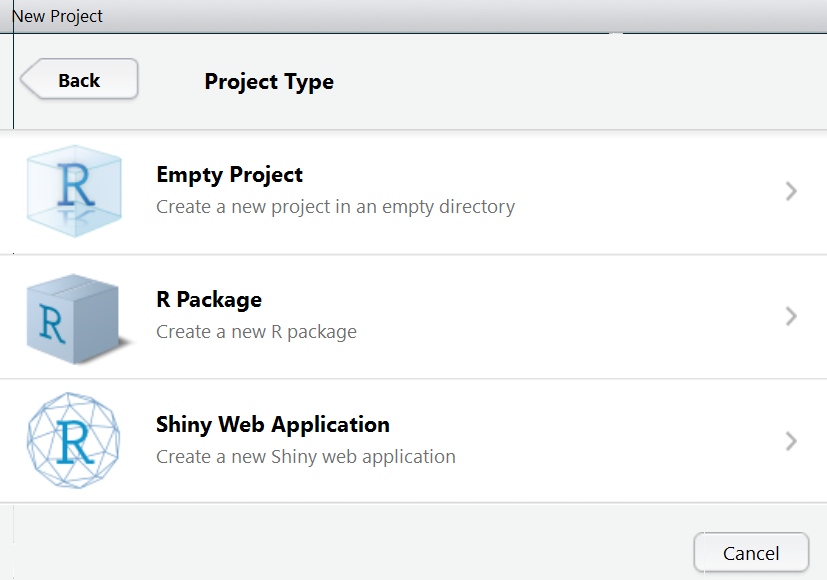 New Project
Back
Project Type
R
Empty Project
Create a new project in an empty directory
R
R Package
Create a new R package
R
Shiny Web Application
Create a new Shiny web application
Cancel